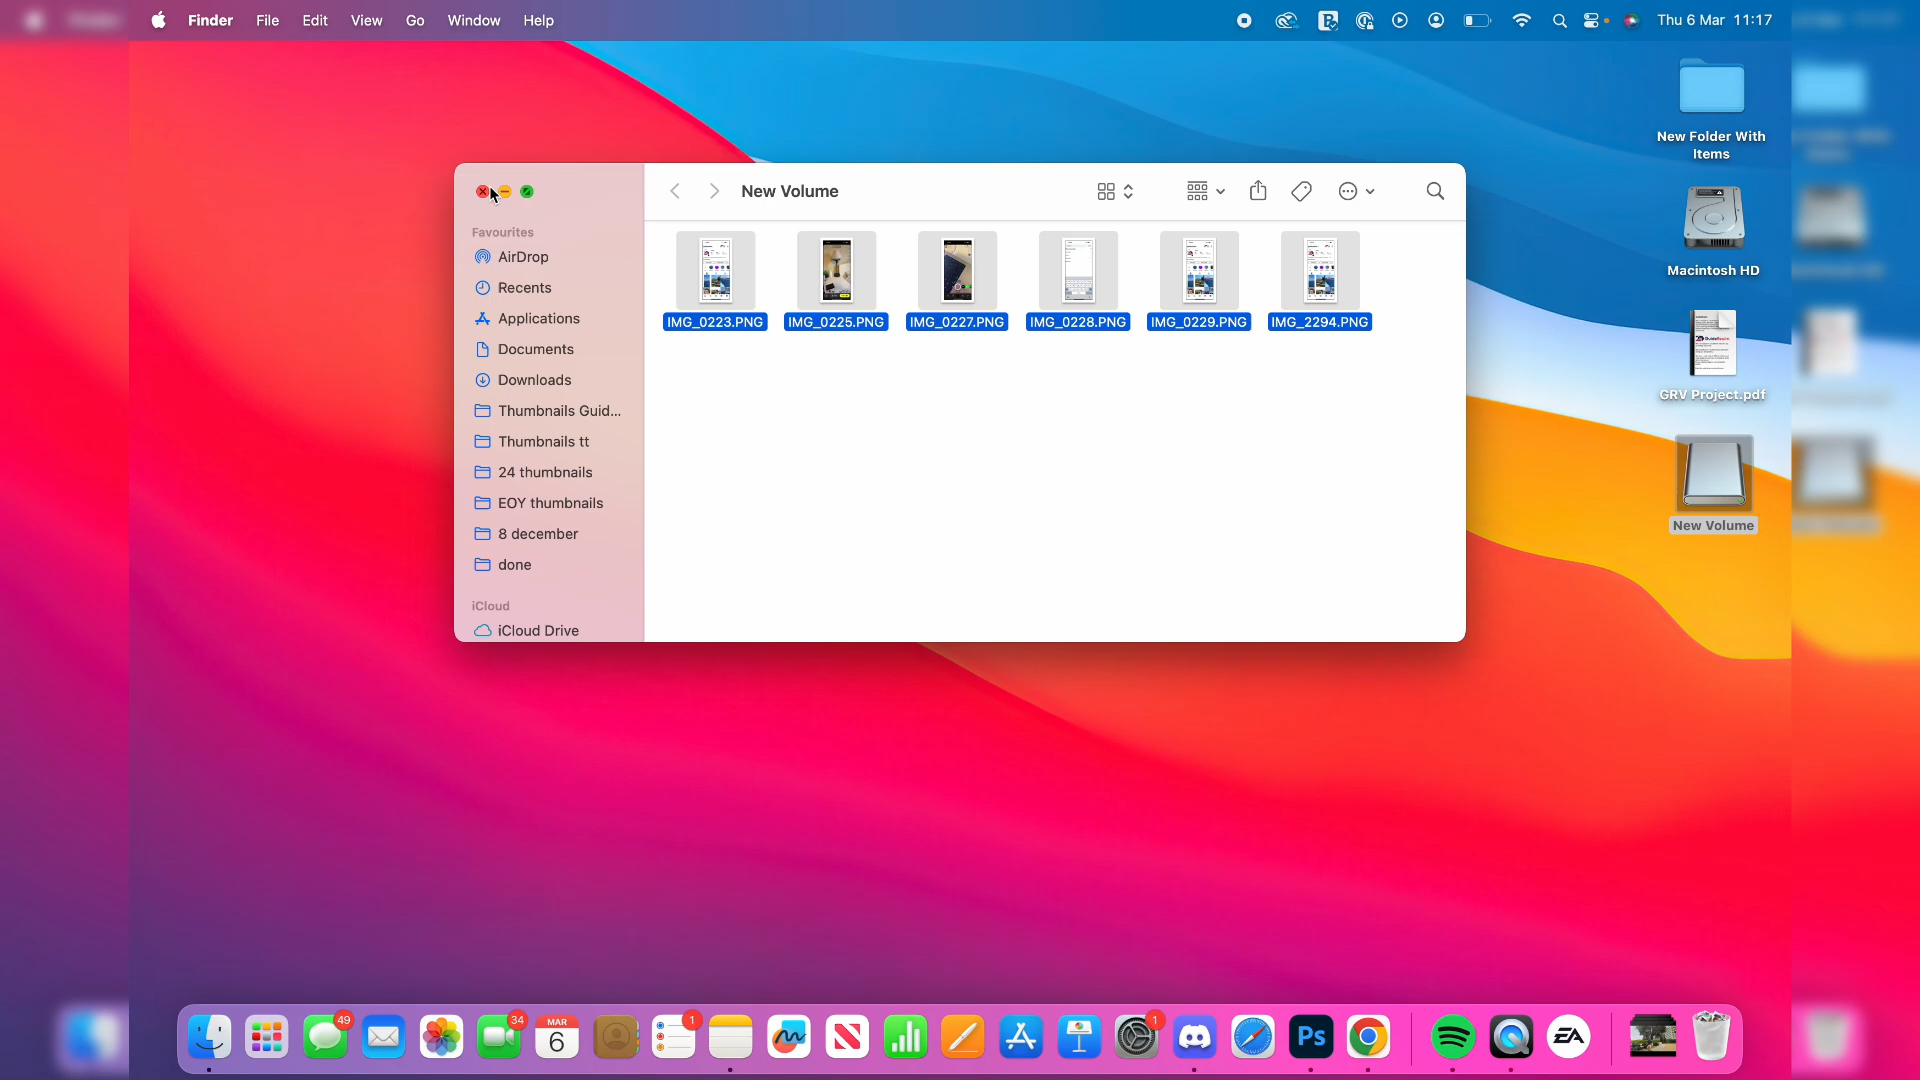 Finder File Edit View Go Window Help
Thu 6 Mar 11:17
New Folder With
Items
Macintosh HD
GRV Project.pdf
New Volume
New Volume
Favourites
AirDrop
Recents
Applications
Documents
Downloads
Thumbnails Guid...
Thumbnails tt
24 thumbnails
EOY thumbnails
8 december
done
iCloud
iCloud Drive
IMG_0223.PNG IMG_0225.PNG IMG_0227.PNG IMG_0228.PNG IMG_0229.PNG IMG_2294.PNG
49
34
MAR
6
1
1
Ps
EA